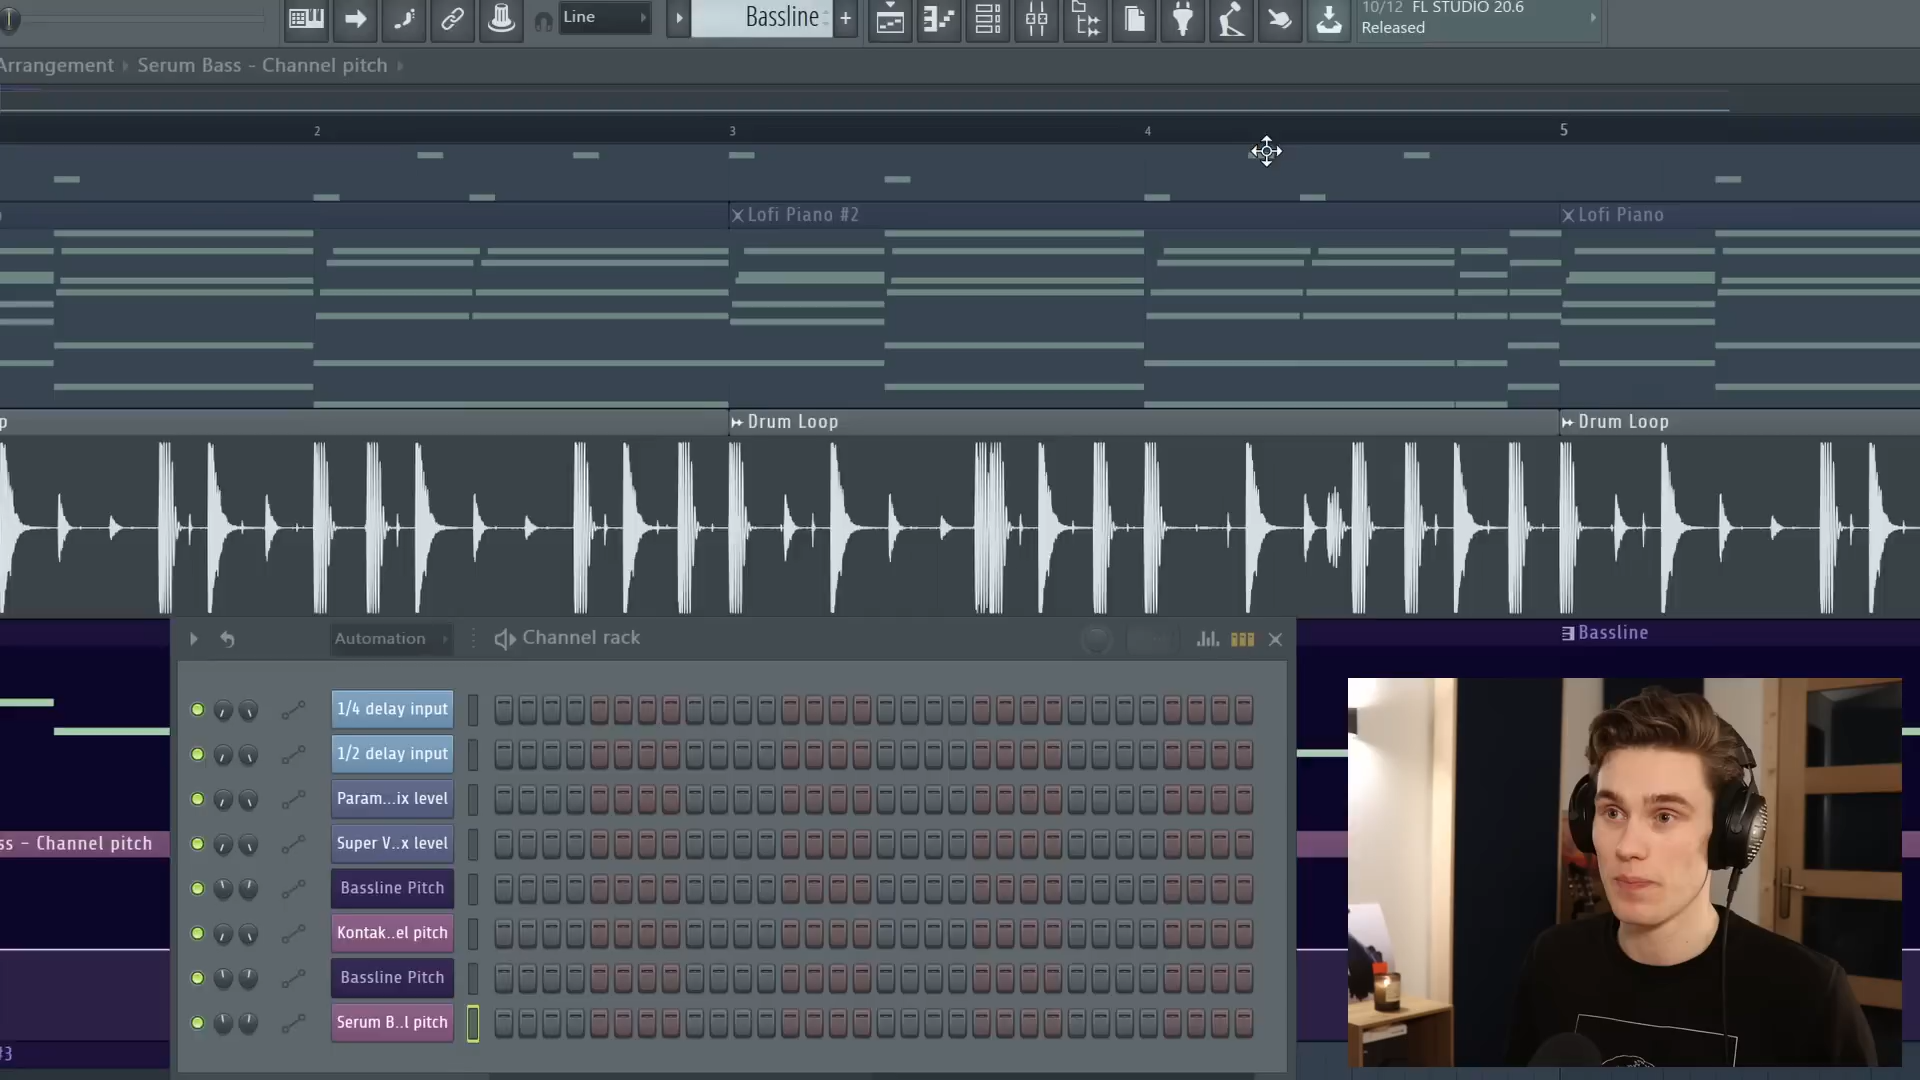 Line
Bassline
+
10/12 FL STUDIO 20.6
Released
Arrangement
Serum Bass - Channel pitch
2
3
4
5
Lofi Piano #2
Lofi Piano
p
Drum Loop
Drum Loop
Automation
Channel rack
Bassline
1/4 delay input
1/2 delay input
Param...ix level
Super V..x level
ss - Channel pitch
Bassline Pitch
Kontak..el pitch
Bassline Pitch
Serum B..l pitch
#3